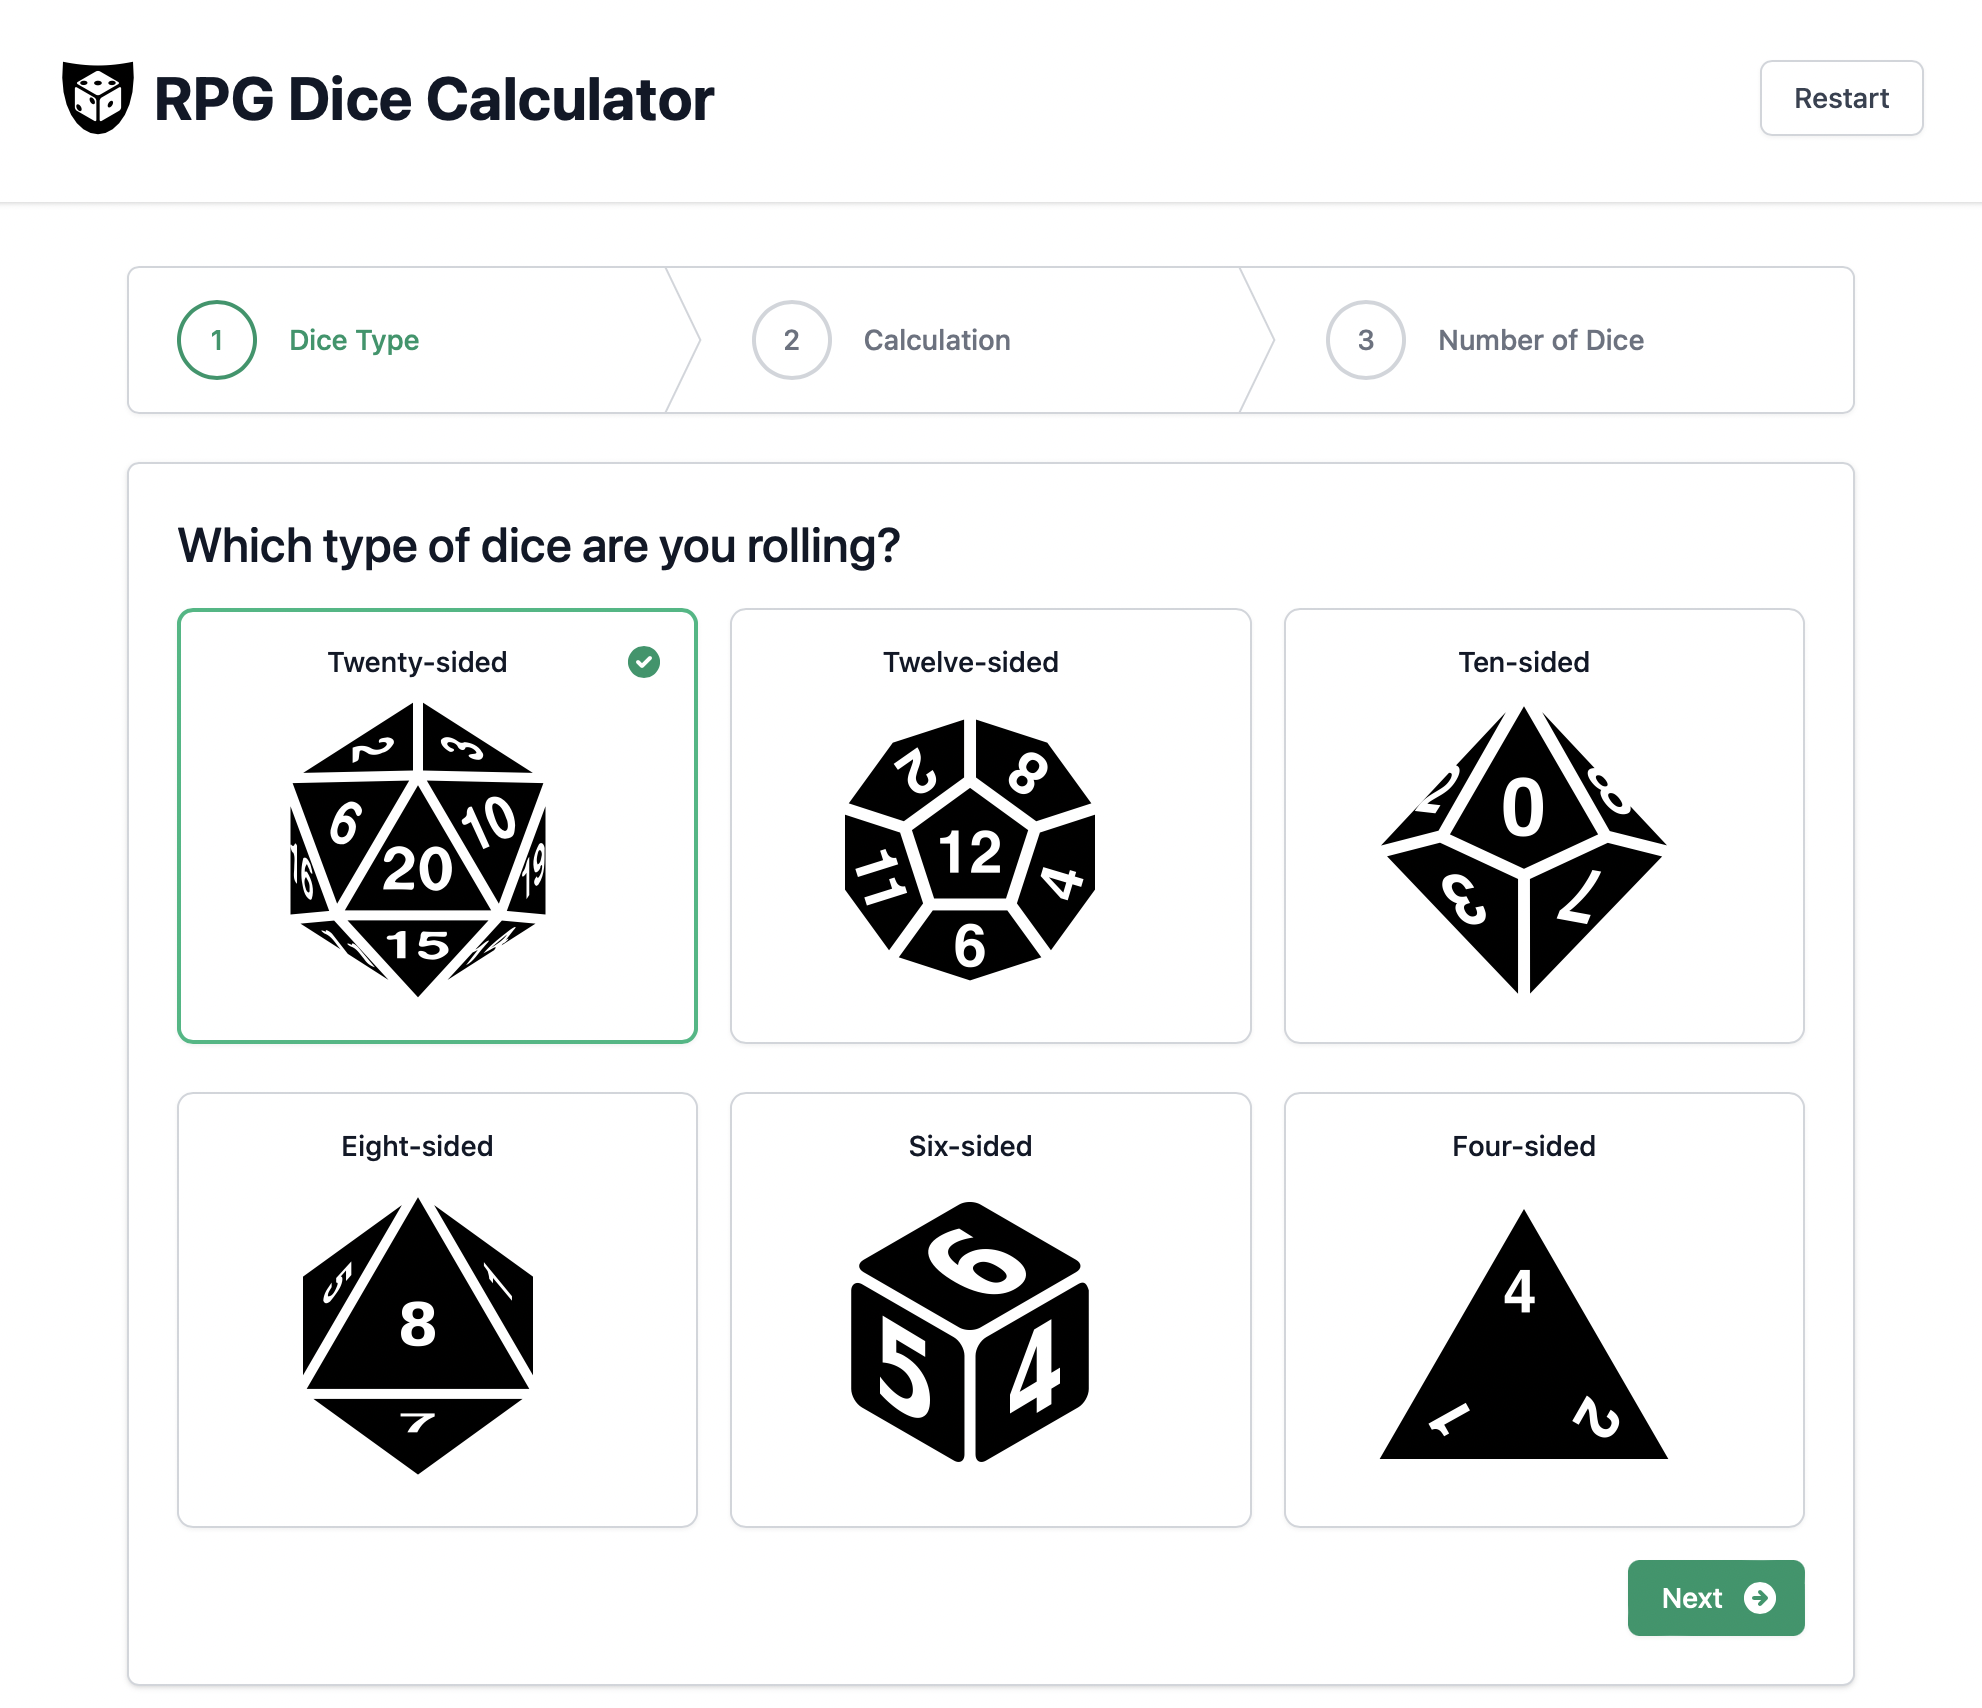 RPG Dice Calculator
Restart
1 Dice Type
2 Calculation
3 Number of Dice
Which type of dice are you rolling?
Twenty-sided
2 3
6 10
16 20 19
15 14
Twelve-sided
2 8
11 12 4
6
Ten-sided
2 0 8
3 7
Eight-sided
5 1
8
7
Six-sided
6
5 4
Four-sided
4
1 2
Next